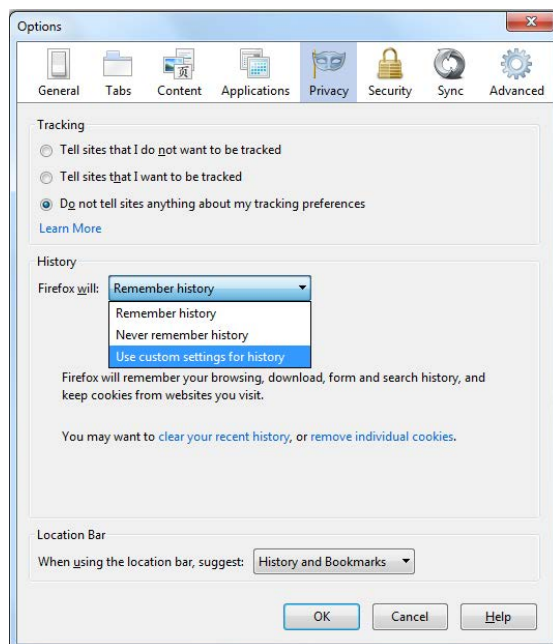 Options
General Tabs Content Applications Privacy Security Sync Advanced
Tracking
Tell sites that I do not want to be tracked
Tell sites that I want to be tracked
Do not tell sites anything about my tracking preferences
Learn More
History
Firefox will: Remember history
Remember history
Never remember history
Use custom settings for history
Firefox will remember your browsing, download, form and search history, and
keep cookies from websites you visit.
You may want to clear your recent history, or remove individual cookies.
Location Bar
When using the location bar, suggest: History and Bookmarks
OK Cancel Help